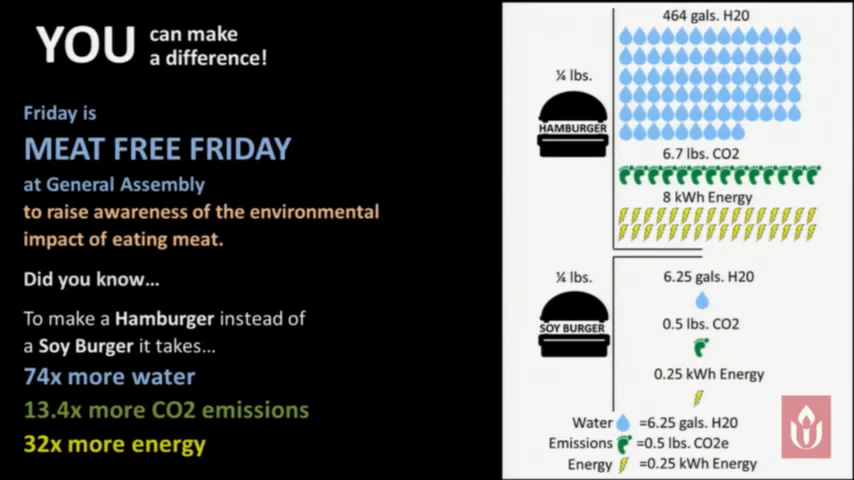 YOU can make
a difference!
Friday is
MEAT FREE FRIDAY
at General Assembly
to raise awareness of the environmental
impact of eating meat.
Did you know...
To make a Hamburger instead of
a Soy Burger it takes...
74x more water
13.4x more CO2 emissions
32x more energy
464 gals. H20
¼ lbs.
HAMBURGER
6.7 lbs. CO2
8 kWh Energy
¼ lbs.
6.25 gals. H20
SOY BURGER
0.5 lbs. CO2
0.25 kWh Energy
Water =6.25 gals. H20
Emissions =0.5 lbs. CO2e
Energy =0.25 kWh Energy